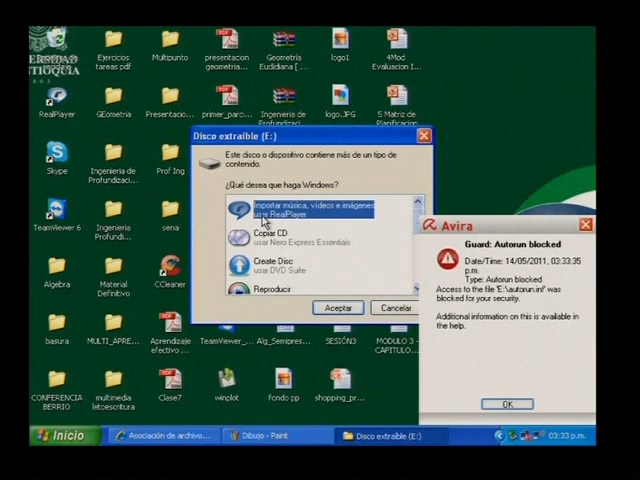 Ejercicios
tareas pdf
Multipunto
presentacion
geometria...
Geometría
Euclidiana [ ...
logo1
4Mod
Evaluacion I...
RealPlayer
GEometria
Presentacio...
primer_parci...
Ingenieria de
Profundizaci...
logo.JPG
S Matriz de
Planificacion
Skype
Ingenieria de
Profundizaci...
Prof Ing
TeamViewer 6
Ingenieria de
Profundizaci...
sena
Algebra
Material
Definitivo
CCleaner
basura
MULTI_APRE...
Aprendizaje
efectivo ...
TeamViewer_...
Alg_Semipres...
SESIÓN3
MODULO 3 -
CAPITULO...
CONFERENCIA
BERRIO
multimedia
letoescritura
Clase7
winplot
fondo pp
shopping_pr...
Disco extraíble (E:)
Este disco o dispositivo contiene más de un tipo de
contenido.
¿Qué desea que haga Windows?
Importar música, vídeos e imágenes
usar RealPlayer
Copiar CD
usar Nero Express Essentials
Create Disc
usar DVD Suite
Reproducir
Aceptar
Cancelar
Avira
Guard: Autorun blocked
Date/Time: 14/05/2011, 03:33:35
p.m.
Type: Autorun blocked
Access to the file 'E:\autorun.inf' was
blocked for your security.
Additional information on this is available in
the help.
OK
Inicio
Asociación de archivo...
Dibujo - Paint
Disco extraíble (E:)
03:33 p.m.